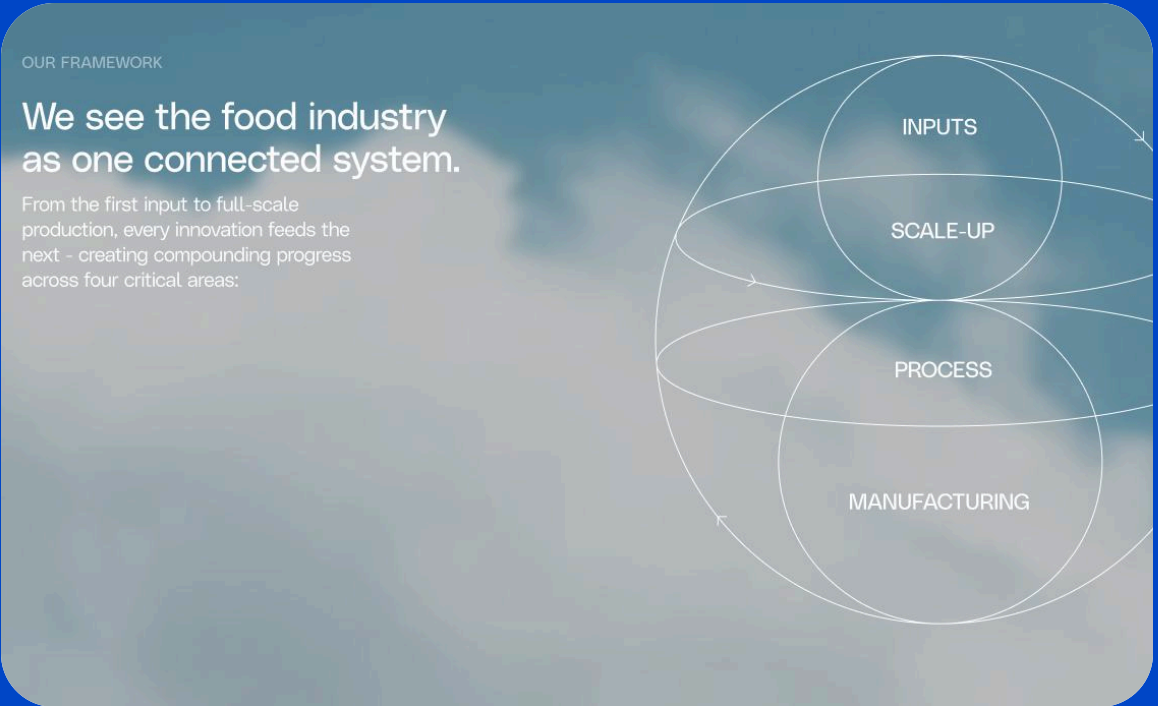 OUR FRAMEWORK
We see the food industry
as one connected system.
From the first input to full-scale
production, every innovation feeds the
next - creating compounding progress
across four critical areas:
INPUTS
SCALE-UP
PROCESS
MANUFACTURING